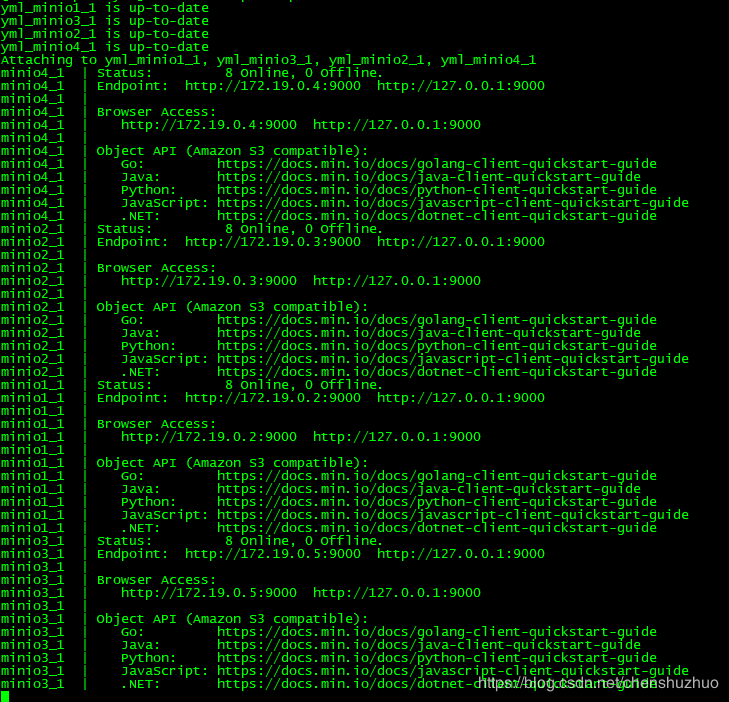 yml_minio1_1 is up-to-date
yml_minio3_1 is up-to-date
yml_minio2_1 is up-to-date
yml_minio4_1 is up-to-date
Attaching to yml_minio1_1, yml_minio3_1, yml_minio2_1, yml_minio4_1
minio4_1  | Status:         8 Online, 0 Offline.
minio4_1  | Endpoint:  http://172.19.0.4:9000  http://127.0.0.1:9000
minio4_1  |
minio4_1  | Browser Access:
minio4_1  |    http://172.19.0.4:9000  http://127.0.0.1:9000
minio4_1  |
minio4_1  | Object API (Amazon S3 compatible):
minio4_1  |    Go:         https://docs.min.io/docs/golang-client-quickstart-guide
minio4_1  |    Java:       https://docs.min.io/docs/java-client-quickstart-guide
minio4_1  |    Python:     https://docs.min.io/docs/python-client-quickstart-guide
minio4_1  |    JavaScript: https://docs.min.io/docs/javascript-client-quickstart-guide
minio4_1  |    .NET:       https://docs.min.io/docs/dotnet-client-quickstart-guide
minio2_1  | Status:         8 Online, 0 Offline.
minio2_1  | Endpoint:  http://172.19.0.3:9000  http://127.0.0.1:9000
minio2_1  |
minio2_1  | Browser Access:
minio2_1  |    http://172.19.0.3:9000  http://127.0.0.1:9000
minio2_1  |
minio2_1  | Object API (Amazon S3 compatible):
minio2_1  |    Go:         https://docs.min.io/docs/golang-client-quickstart-guide
minio2_1  |    Java:       https://docs.min.io/docs/java-client-quickstart-guide
minio2_1  |    Python:     https://docs.min.io/docs/python-client-quickstart-guide
minio2_1  |    JavaScript: https://docs.min.io/docs/javascript-client-quickstart-guide
minio2_1  |    .NET:       https://docs.min.io/docs/dotnet-client-quickstart-guide
minio1_1  | Status:         8 Online, 0 Offline.
minio1_1  | Endpoint:  http://172.19.0.2:9000  http://127.0.0.1:9000
minio1_1  |
minio1_1  | Browser Access:
minio1_1  |    http://172.19.0.2:9000  http://127.0.0.1:9000
minio1_1  |
minio1_1  | Object API (Amazon S3 compatible):
minio1_1  |    Go:         https://docs.min.io/docs/golang-client-quickstart-guide
minio1_1  |    Java:       https://docs.min.io/docs/java-client-quickstart-guide
minio1_1  |    Python:     https://docs.min.io/docs/python-client-quickstart-guide
minio1_1  |    JavaScript: https://docs.min.io/docs/javascript-client-quickstart-guide
minio1_1  |    .NET:       https://docs.min.io/docs/dotnet-client-quickstart-guide
minio3_1  | Status:         8 Online, 0 Offline.
minio3_1  | Endpoint:  http://172.19.0.5:9000  http://127.0.0.1:9000
minio3_1  |
minio3_1  | Browser Access:
minio3_1  |    http://172.19.0.5:9000  http://127.0.0.1:9000
minio3_1  |
minio3_1  | Object API (Amazon S3 compatible):
minio3_1  |    Go:         https://docs.min.io/docs/golang-client-quickstart-guide
minio3_1  |    Java:       https://docs.min.io/docs/java-client-quickstart-guide
minio3_1  |    Python:     https://docs.min.io/docs/python-client-quickstart-guide
minio3_1  |    JavaScript: https://docs.min.io/docs/javascript-client-quickstart-guide
minio3_1  |    .NET:       https://docs.min.io/docs/dotnet-client-quickstart-guide
https://blog.csdn.net/chenshuzhuo